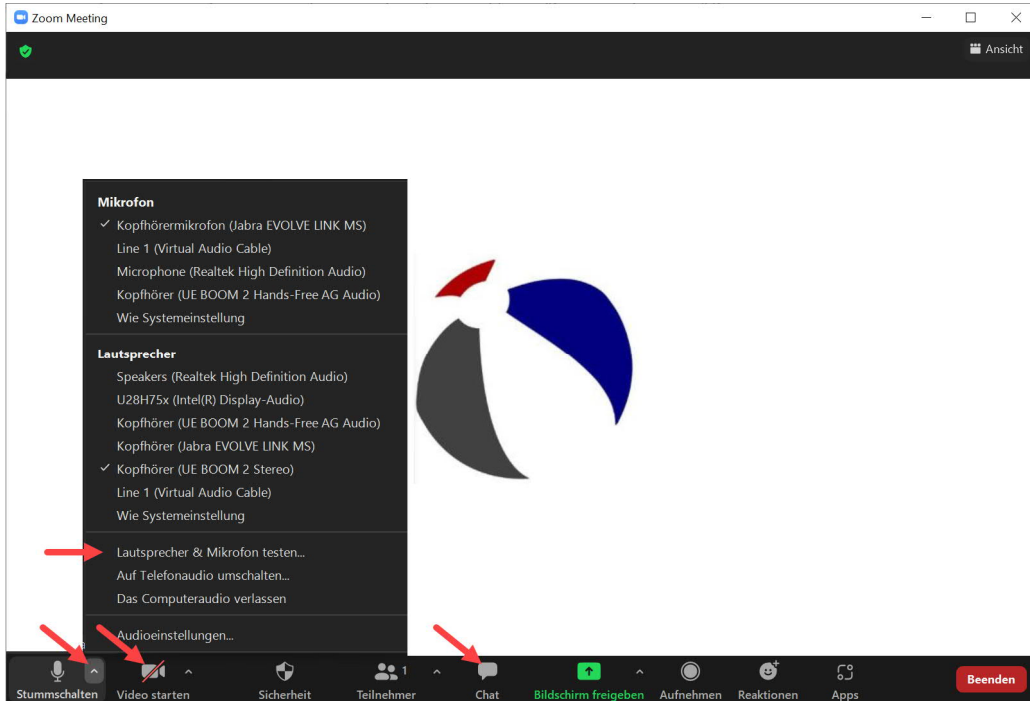 Zoom Meeting
Ansicht
Mikrofon
Kopfhörermikrofon (Jabra EVOLVE LINK MS)
Line 1 (Virtual Audio Cable)
Microphone (Realtek High Definition Audio)
Kopfhörer (UE BOOM 2 Hands-Free AG Audio)
Wie Systemeinstellung
Lautsprecher
Speakers (Realtek High Definition Audio)
U28H75x (Intel(R) Display-Audio)
Kopfhörer (UE BOOM 2 Hands-Free AG Audio)
Kopfhörer (Jabra EVOLVE LINK MS)
Kopfhörer (UE BOOM 2 Stereo)
Line 1 (Virtual Audio Cable)
Wie Systemeinstellung
Lautsprecher & Mikrofon testen...
Auf Telefonaudio umschalten...
Das Computeraudio verlassen
Audioeinstellungen...
1
Stummschalten Video starten Sicherheit Teilnehmer Chat Bildschirm freigeben Aufnehmen Reaktionen Apps Beenden